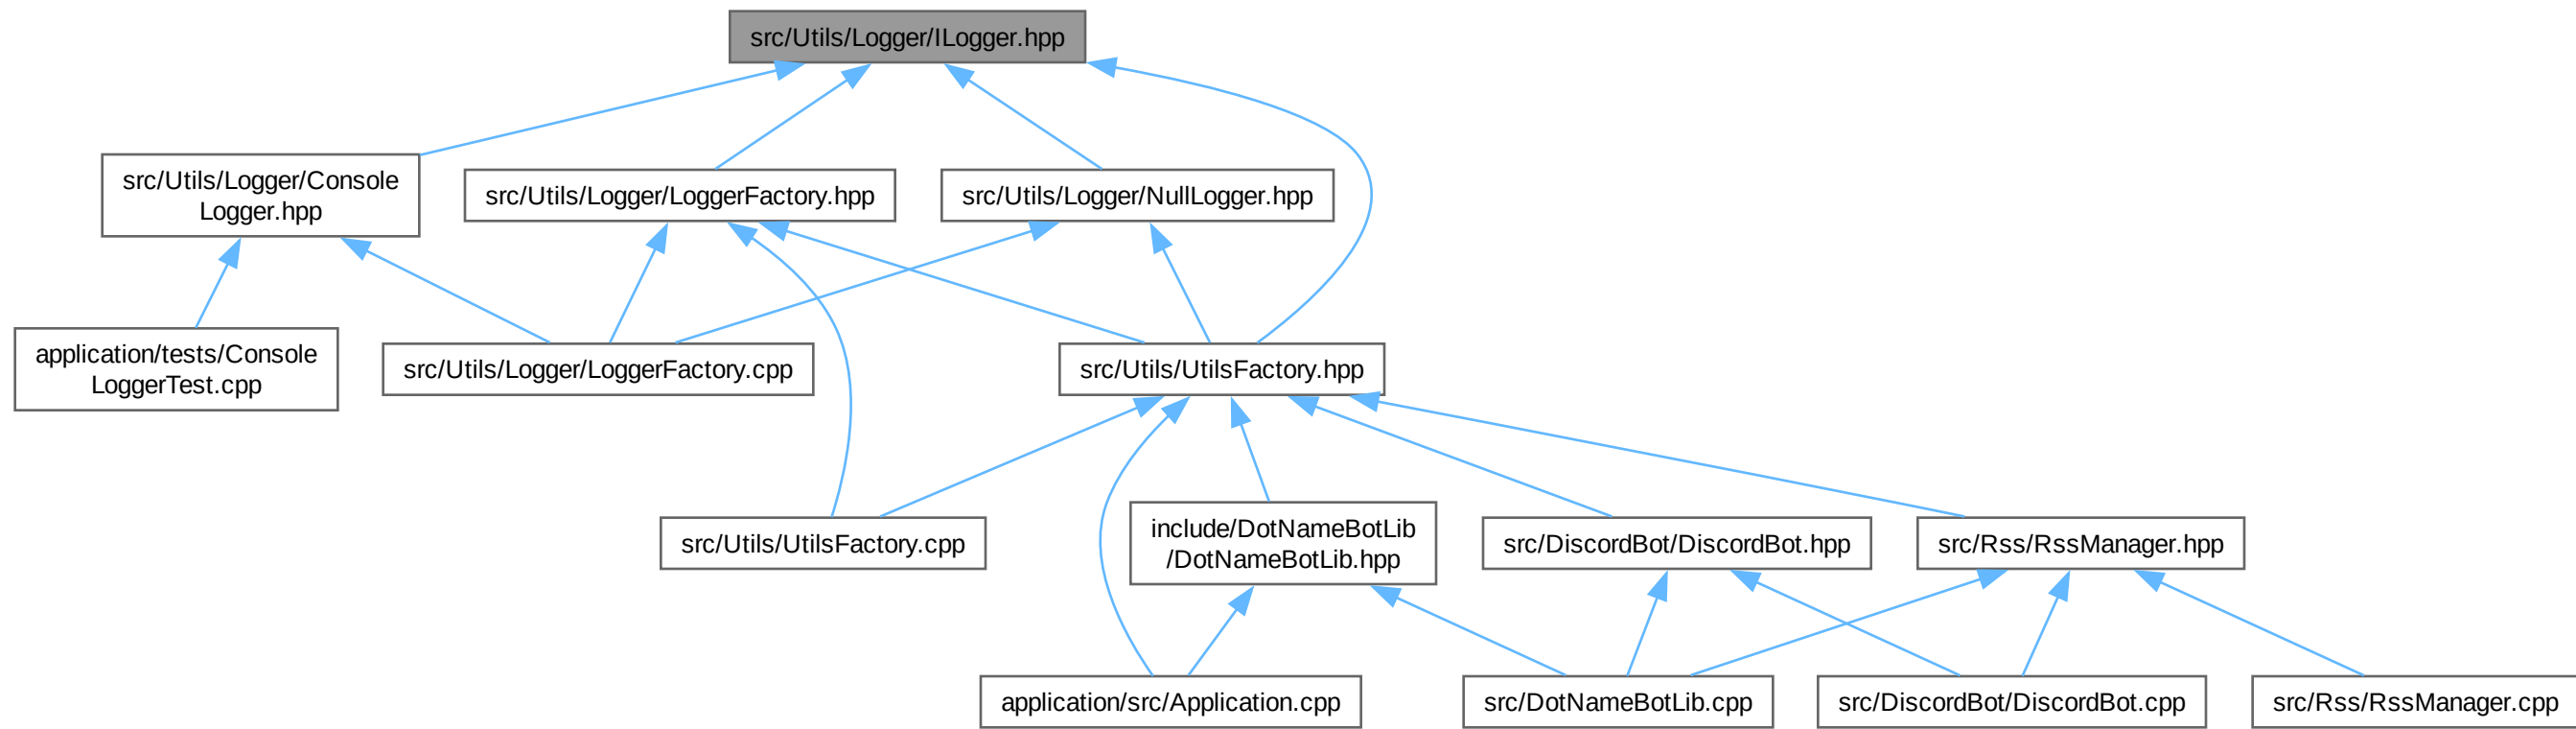 src/Utils/Logger/ILogger.hpp
src/Utils/Logger/Console
Logger.hpp
src/Utils/Logger/LoggerFactory.hpp
src/Utils/Logger/NullLogger.hpp
application/tests/Console
LoggerTest.cpp
src/Utils/Logger/LoggerFactory.cpp
src/Utils/UtilsFactory.hpp
src/Utils/UtilsFactory.cpp
include/DotNameBotLib
/DotNameBotLib.hpp
src/DiscordBot/DiscordBot.hpp
src/Rss/RssManager.hpp
application/src/Application.cpp
src/DotNameBotLib.cpp
src/DiscordBot/DiscordBot.cpp
src/Rss/RssManager.cpp